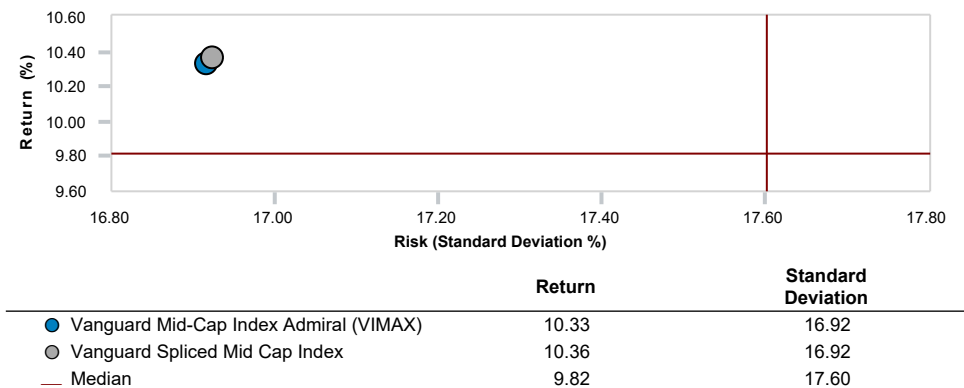 10.60
10.40
10.20
10.00
9.80
9.60
Return (%)
16.80 17.00 17.20 17.40 17.60 17.80
Risk (Standard Deviation %)
Return Standard Deviation
Vanguard Mid-Cap Index Admiral (VIMAX) 10.33 16.92
Vanguard Spliced Mid Cap Index 10.36 16.92
Median 9.82 17.60